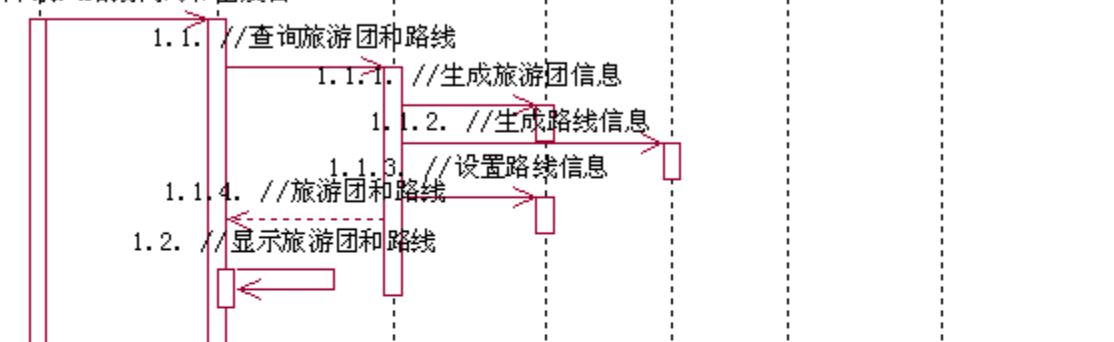 1.1. //查询旅游团和路线
1.1.1. //生成旅游团信息
1.1.2. //生成路线信息
1.1.3. //设置路线信息
1.1.4. //旅游团和路线
1.2. //显示旅游团和路线